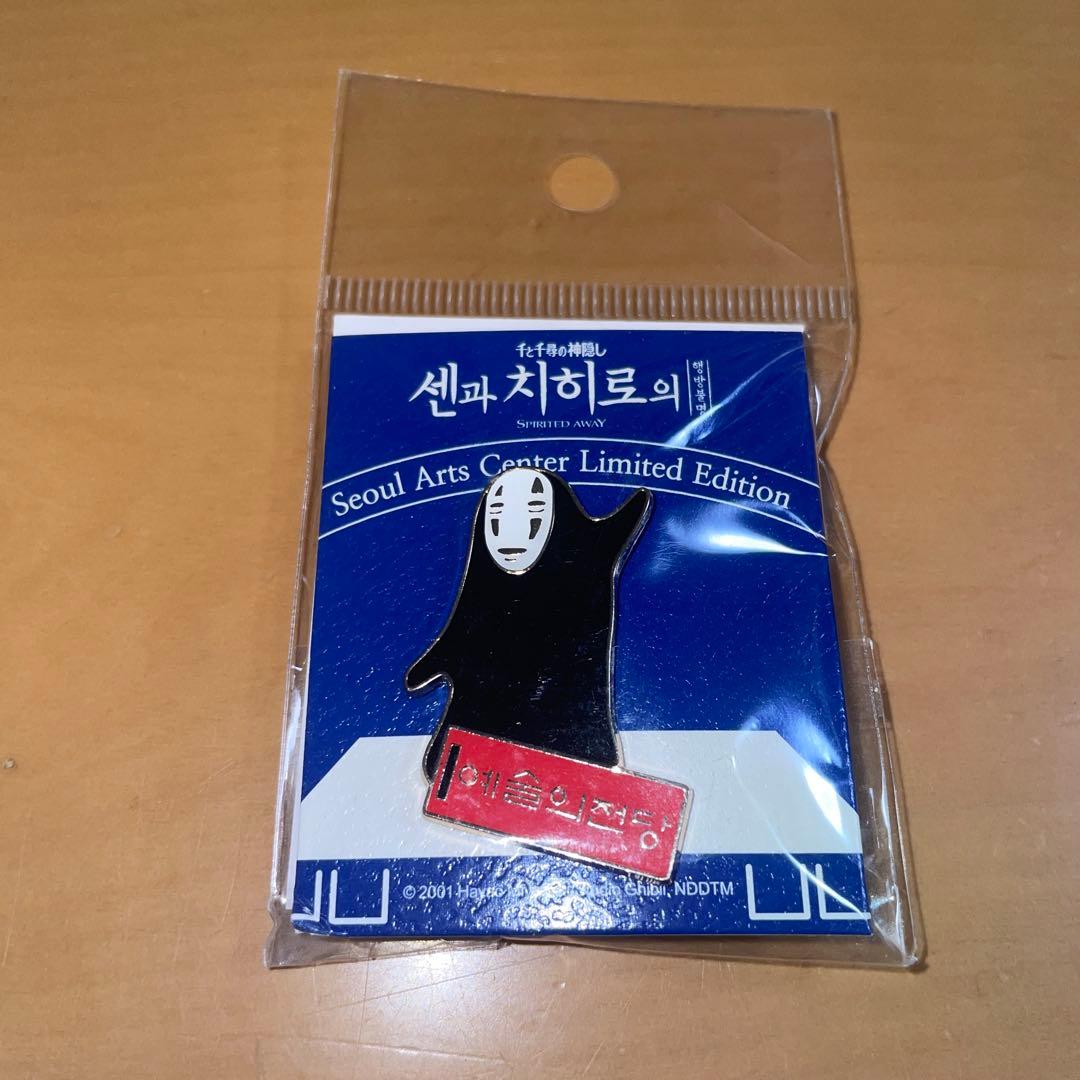 千と千尋の神隠し
센과 치히로의
행방불명
SPIRITED AWAY
Seoul Arts Center Limited Edition
예술의전당
© 2001 Studio Ghibli, NDDTM